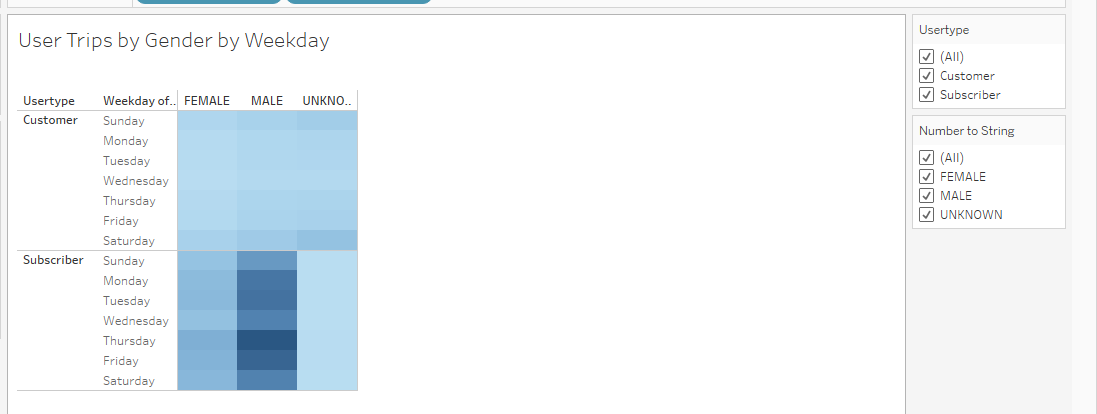 User Trips by Gender by Weekday
Usertype Weekday of.. FEMALE MALE UNKNO..
Customer Sunday
Monday
Tuesday
Wednesday
Thursday
Friday
Saturday
Subscriber Sunday
Monday
Tuesday
Wednesday
Thursday
Friday
Saturday
Usertype
(All)
Customer
Subscriber
Number to String
(All)
FEMALE
MALE
UNKNOWN